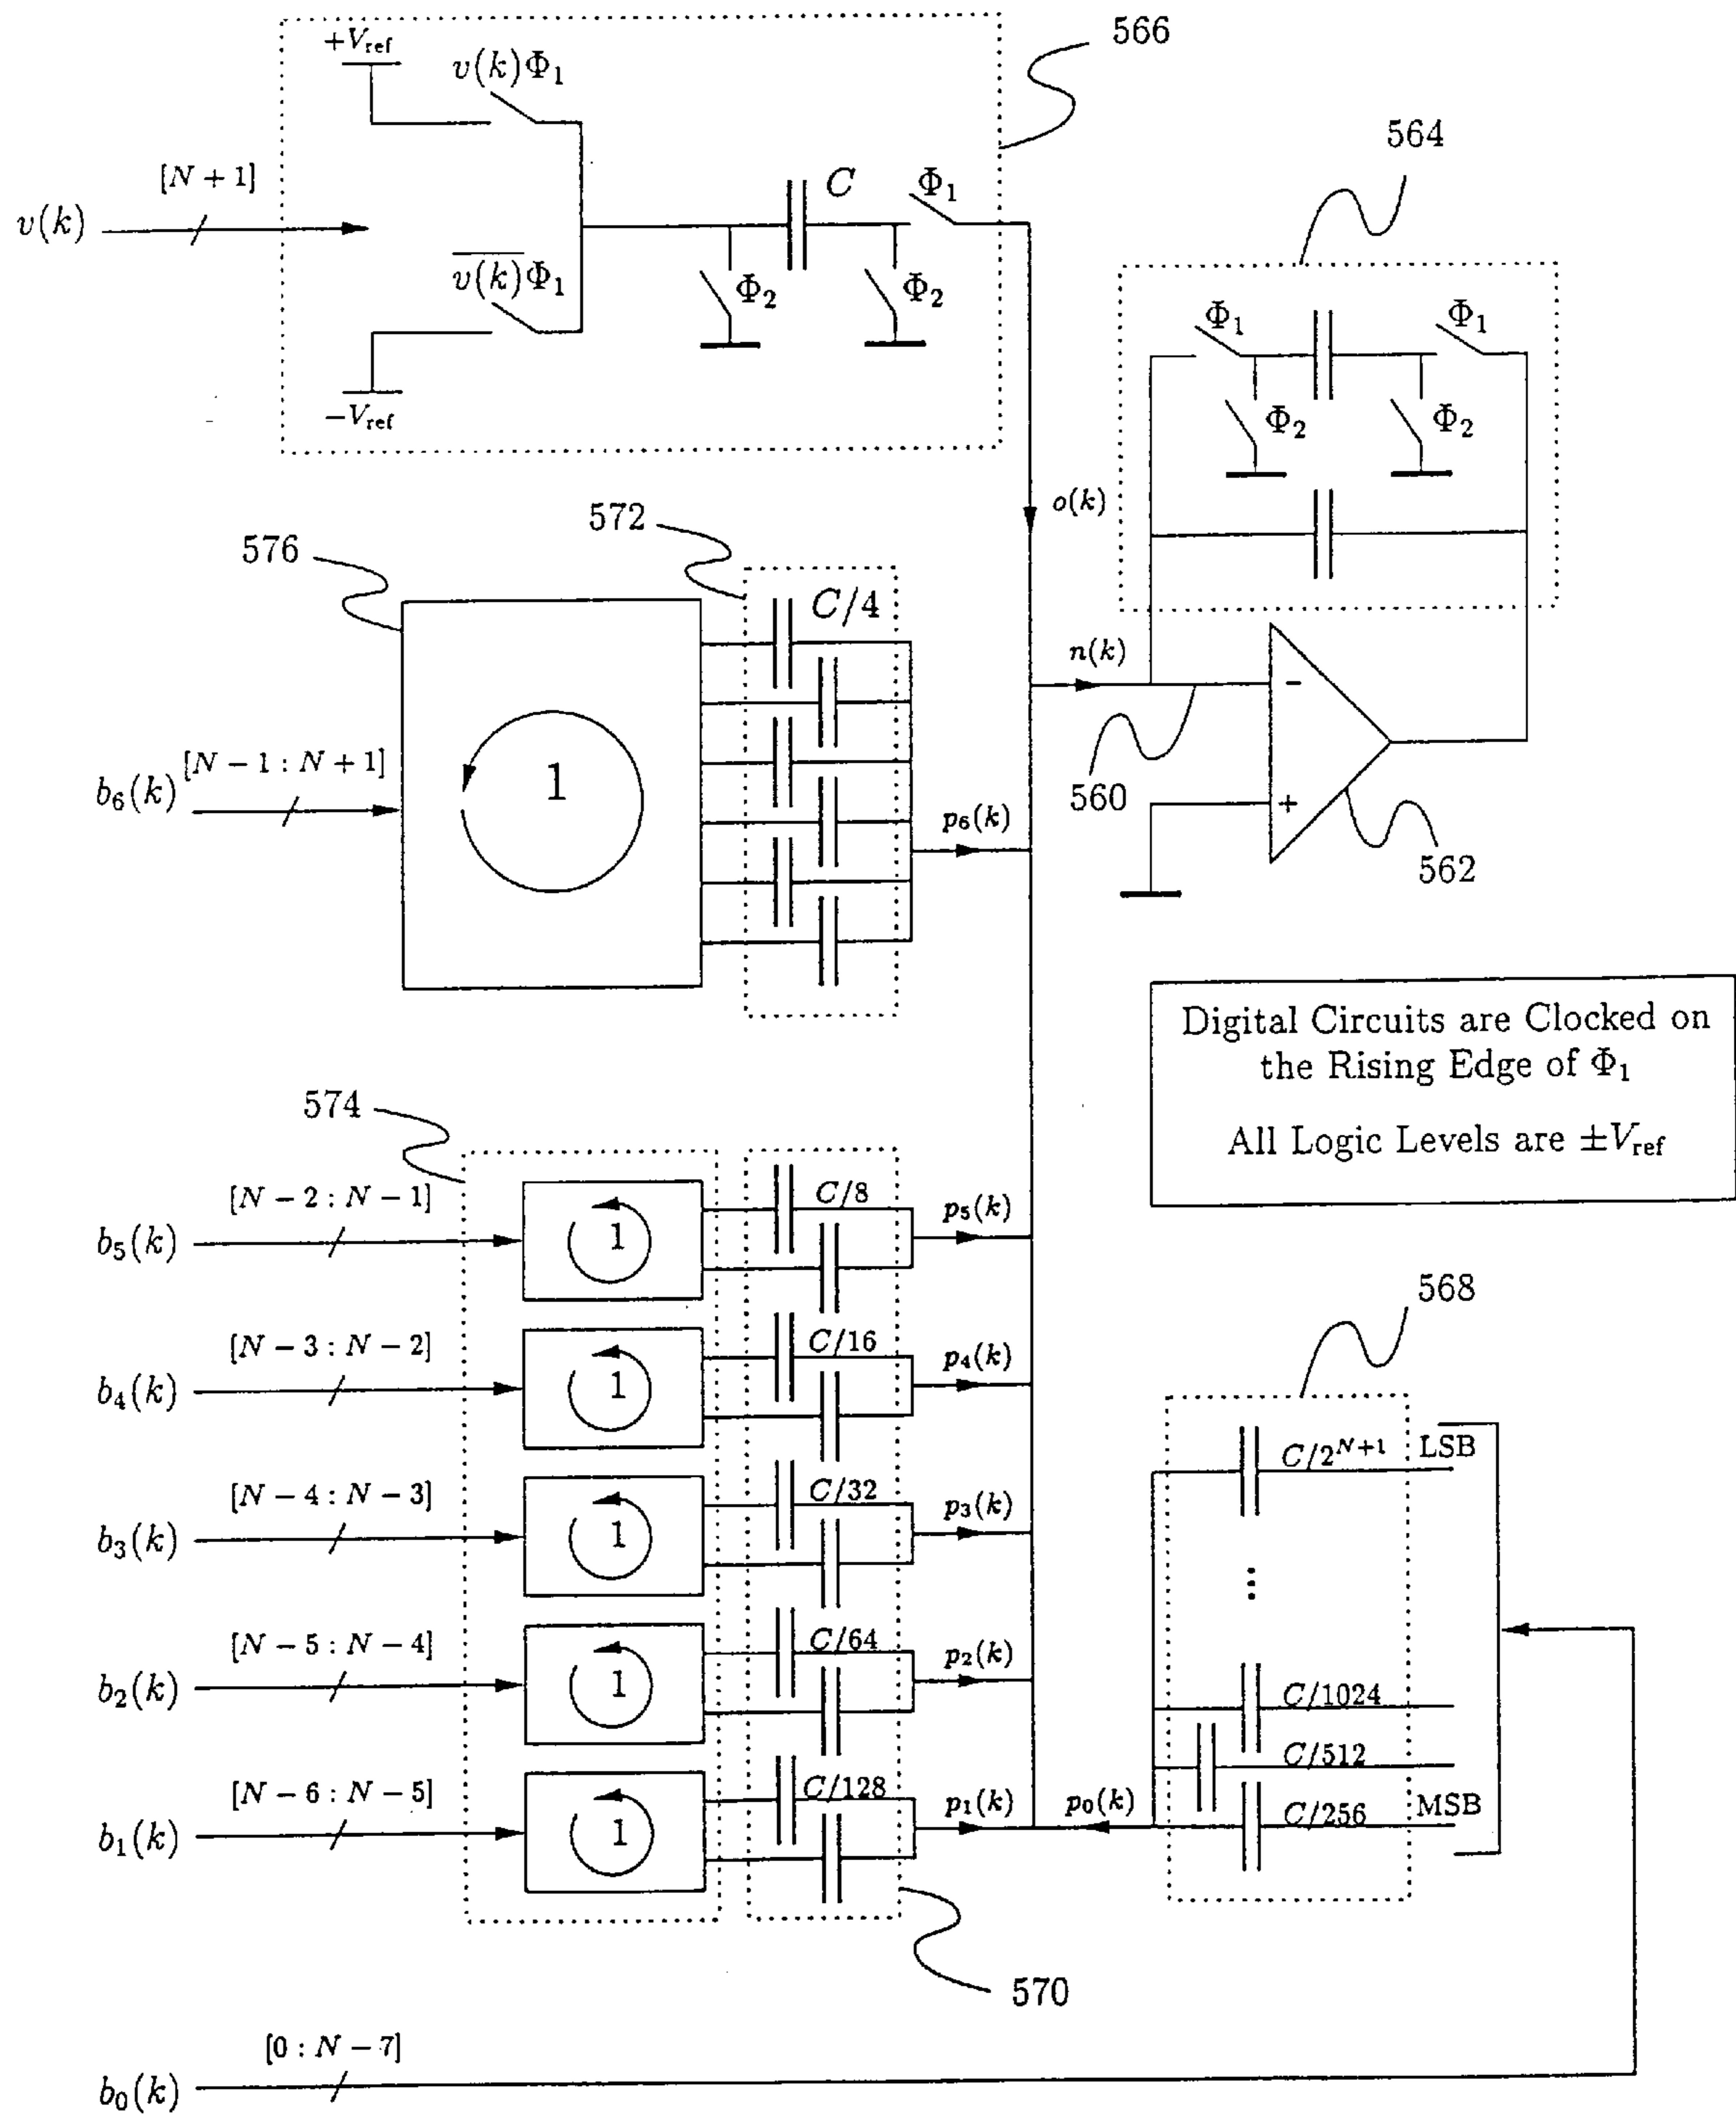 566
+V_ref
v(k)Φ₁
564
[N + 1]
v(k)
C
Φ₁
v(k)̅Φ₁
Φ₂
Φ₂
−V_ref
Φ₁
Φ₁
Φ₂
Φ₂
o(k)
572
576
C/4
n(k)
−
1
[N − 1 : N + 1]
b₆(k)
p₆(k)
560
+
562
Digital Circuits are Clocked on
the Rising Edge of Φ₁
All Logic Levels are ±V_ref
574
[N − 2 : N − 1]
b₅(k)
1
C/8
p₅(k)
568
[N − 3 : N − 2]
b₄(k)
1
C/16
p₄(k)
[N − 4 : N − 3]
b₃(k)
1
C/32
p₃(k)
C/2^{N+1}
LSB
⋮
[N − 5 : N − 4]
b₂(k)
1
C/64
p₂(k)
C/1024
C/512
[N − 6 : N − 5]
b₁(k)
1
C/128
p₁(k)
p₀(k)
C/256
MSB
570
[0 : N − 7]
b₀(k)